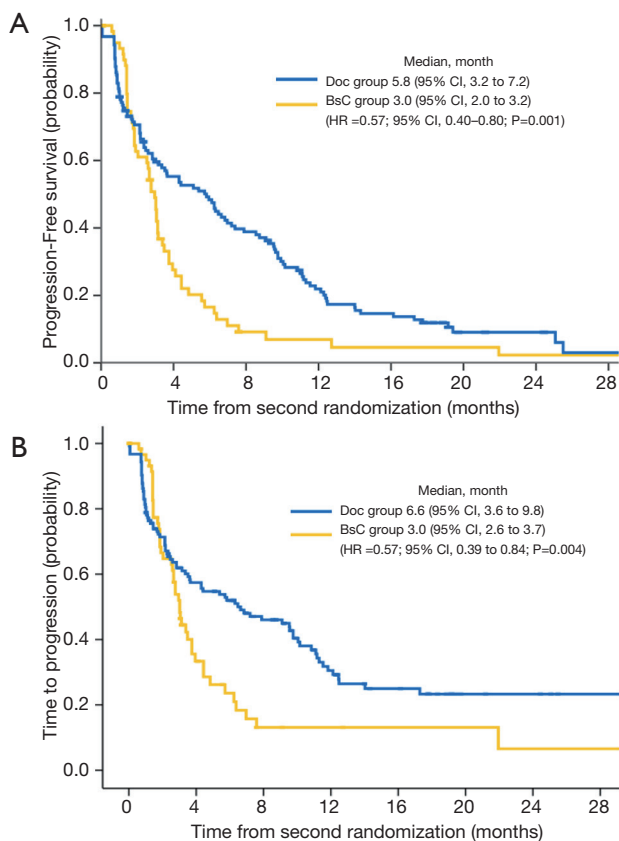 A
Median, month
Doc group 5.8 (95% CI, 3.2 to 7.2)
BsC group 3.0 (95% CI, 2.0 to 3.2)
(HR =0.57; 95% CI, 0.40–0.80; P=0.001)
Progression-Free survival (probability)
1.0
0.8
0.6
0.4
0.2
0.0
0 4 8 12 16 20 24 28
Time from second randomization (months)
B
Median, month
Doc group 6.6 (95% CI, 3.6 to 9.8)
BsC group 3.0 (95% CI, 2.6 to 3.7)
(HR =0.57; 95% CI, 0.39 to 0.84; P=0.004)
Time to progression (probability)
1.0
0.8
0.6
0.4
0.2
0.0
0 4 8 12 16 20 24 28
Time from second randomization (months)